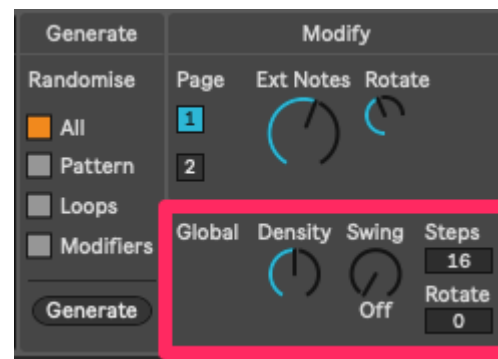 Generate
Modify
Randomise
Page
Ext Notes
Rotate
All
1
Pattern
2
Loops
Modifiers
Global
Density
Swing
Steps
16
Rotate
Generate
Off
0